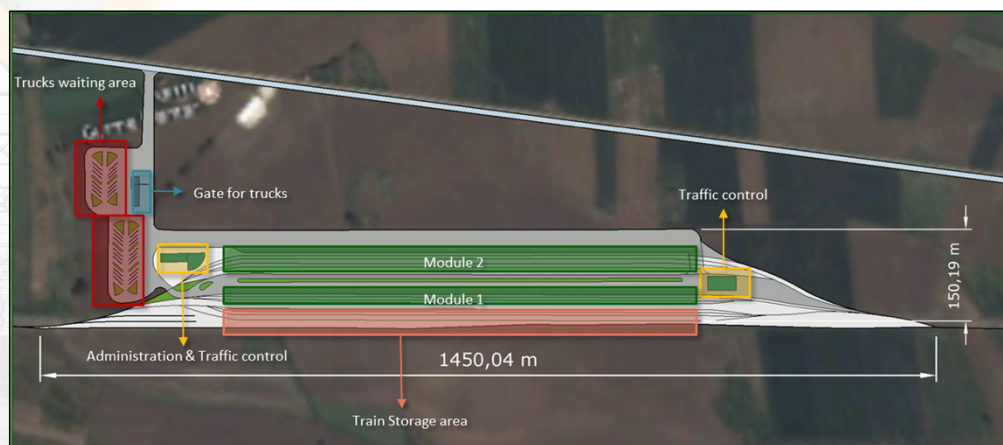 Trucks waiting area
Gate for trucks
Traffic control
Module 2
Module 1
150,19 m
Administration & Traffic control
1450,04 m
Train Storage area